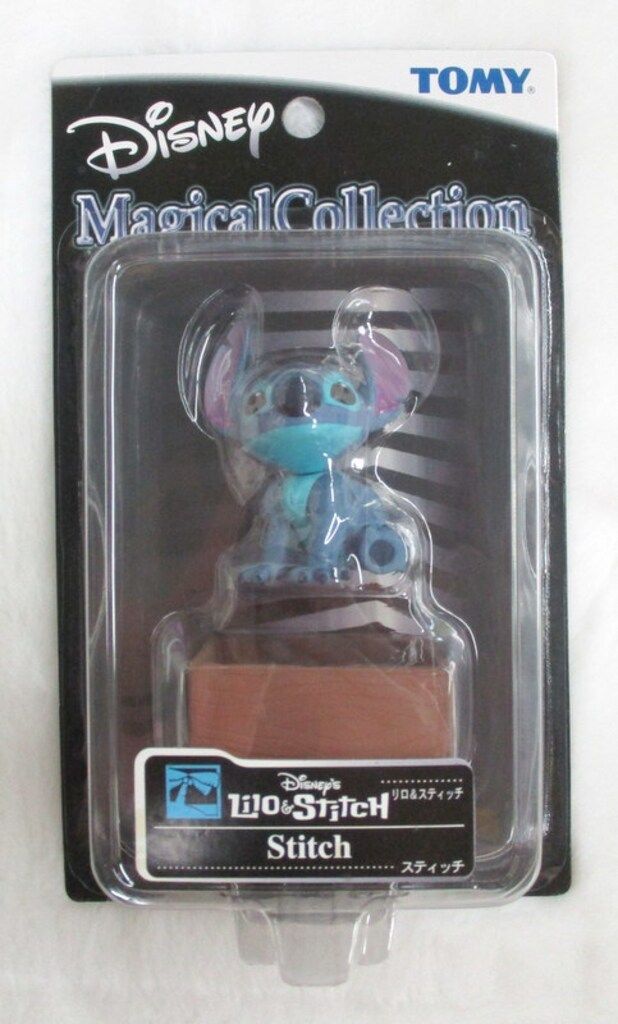 TOMY®
Disney
Magical Collection
Disney's
Lilo & Stitch リロ&スティッチ
Stitch
スティッチ